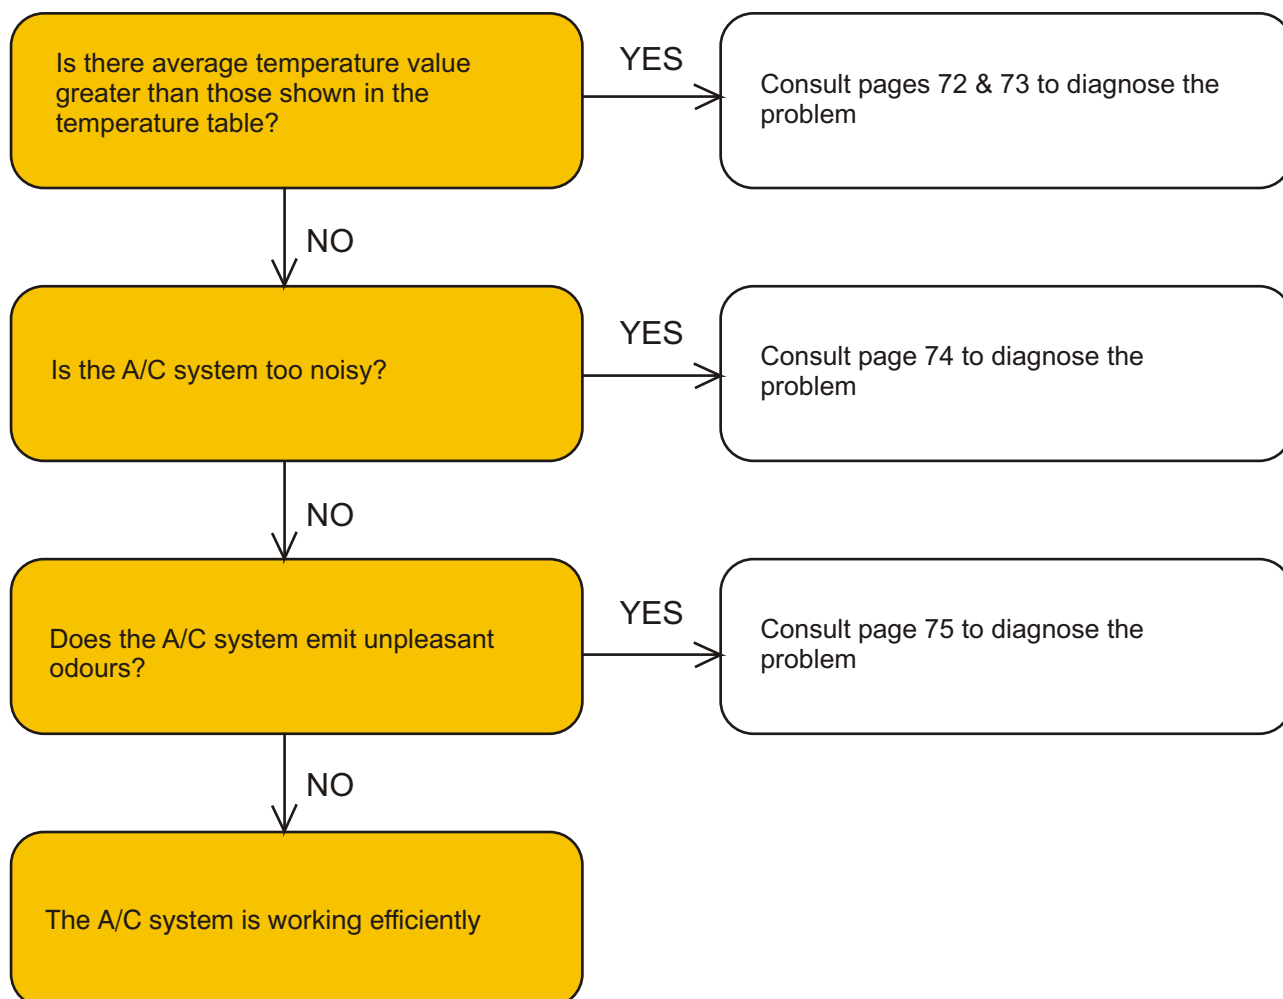 Is there average temperature value
greater than those shown in the
temperature table?
YES
Consult pages 72 & 73 to diagnose the
problem
NO
Is the A/C system too noisy?
YES
Consult page 74 to diagnose the
problem
NO
Does the A/C system emit unpleasant
odours?
YES
Consult page 75 to diagnose the
problem
NO
The A/C system is working efficiently